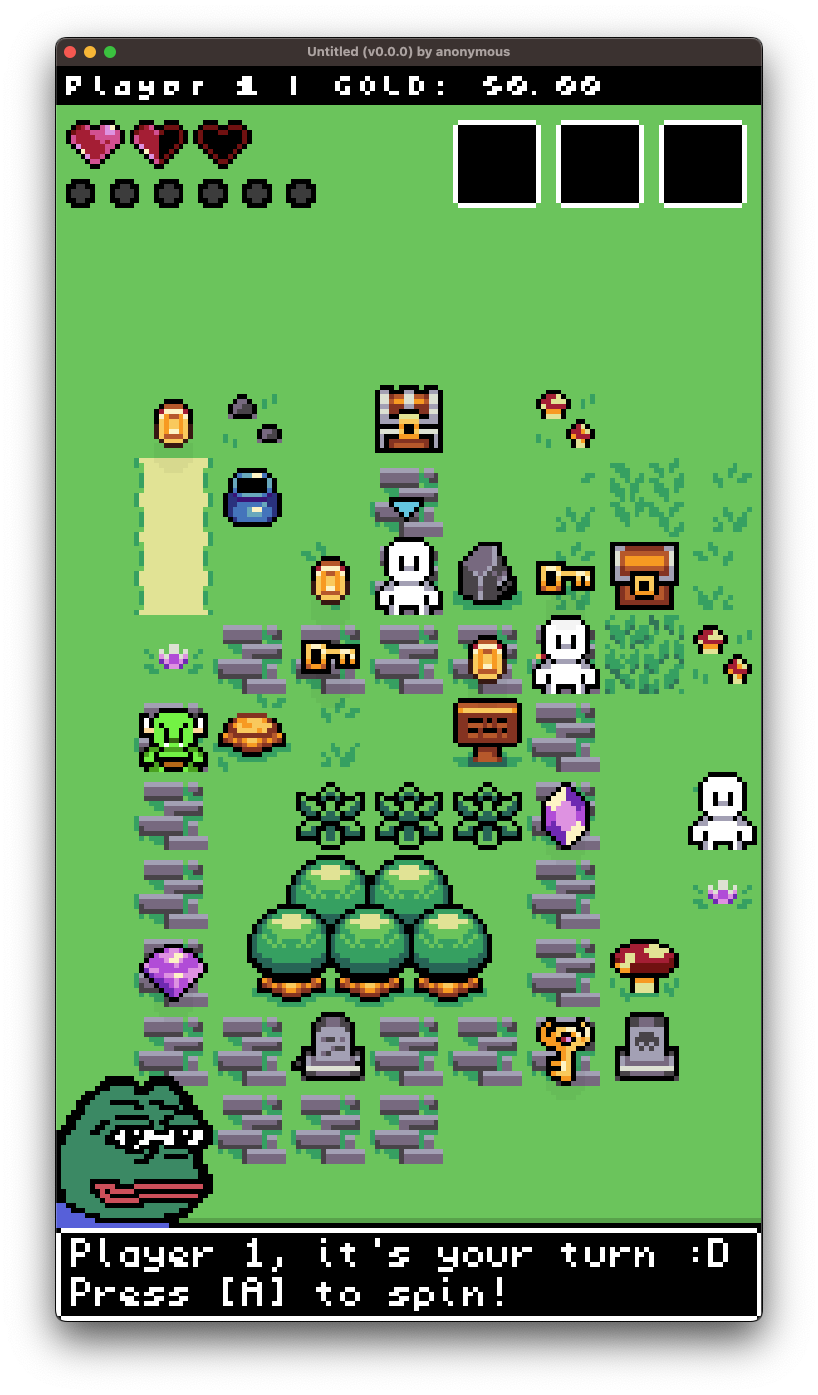 Untitled (v0.0.0) by anonymous
Player 1 | GOLD: 50.00
Player 1, it's your turn :D
Press [A] to spin!